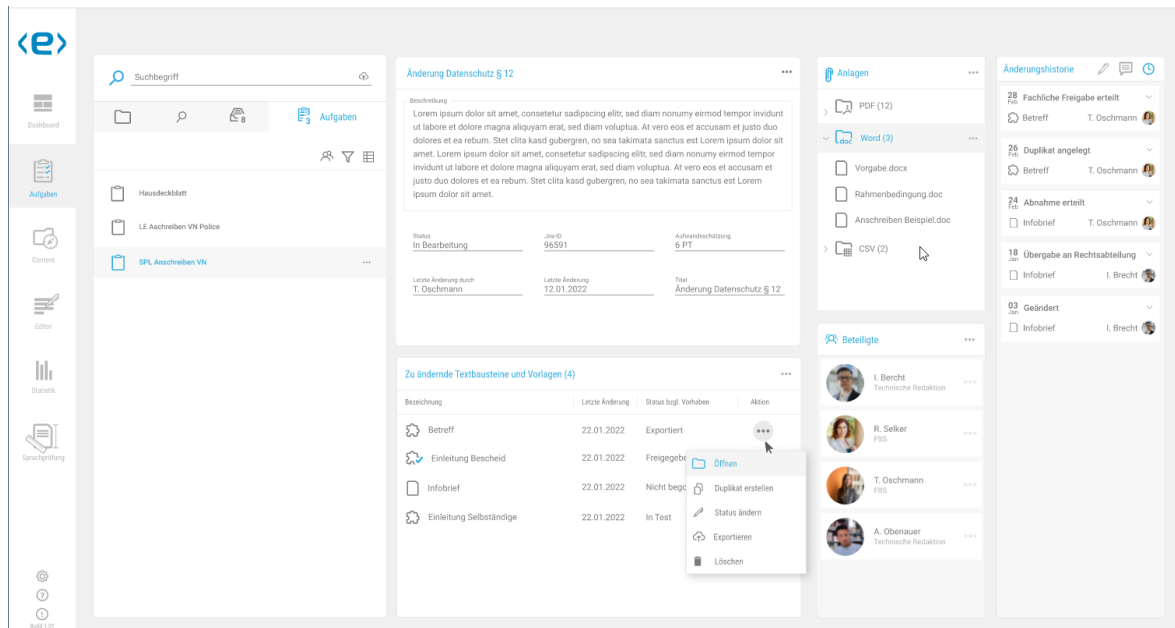 <e>
Dashboard
Aufgaben
Content
Editor
Statistik
Sprachprüfung
Build 1.23
Suchbegriff
8
3
Aufgaben
Hausdeckblatt
LE Aschreiben VN Police
SPL Anschreiben VN
Änderung Datenschutz § 12
Beschreibung
Lorem ipsum dolor sit amet, consetetur sadipscing elitr, sed diam nonumy eirmod tempor invidunt
ut labore et dolore magna aliquyam erat, sed diam voluptua. At vero eos et accusam et justo duo
dolores et ea rebum. Stet clita kasd gubergren, no sea takimata sanctus est Lorem ipsum dolor sit
amet. Lorem ipsum dolor sit amet, consetetur sadipscing elitr, sed diam nonumy eirmod tempor
invidunt ut labore et dolore magna aliquyam erat, sed diam voluptua. At vero eos et accusam et
justo duo dolores et ea rebum. Stet clita kasd gubergren, no sea takimata sanctus est Lorem
ipsum dolor sit amet.
Status
In Bearbeitung
Jira-ID
96591
Aufwandsschätzung
6 PT
Letzte Änderung durch
T. Oschmann
Letzte Änderung
12.01.2022
Titel
Änderung Datenschutz § 12
Zu ändernde Textbausteine und Vorlagen (4)
Bezeichnung Letzte Änderung Status bzgl. Vorhaben Aktion
Betreff 22.01.2022 Exportiert
Einleitung Bescheid 22.01.2022 Freigegebe
Infobrief 22.01.2022 Nicht bego
Einleitung Selbständige 22.01.2022 In Test
Öffnen
Duplikat erstellen
Status ändern
Exportieren
Löschen
Anlagen
PDF (12)
doc Word (3)
Vorgabe.docx
Rahmenbedingung.doc
Anschreiben Beispiel.doc
CSV (2)
Beteiligte
I. Bercht
Technische Redaktion
R. Selker
FBS
T. Oschmann
FBS
A. Obenauer
Technische Redaktion
Änderungshistorie
28 Feb Fachliche Freigabe erteilt
Betreff T. Oschmann
26 Feb Duplikat angelegt
Betreff T. Oschmann
24 Feb Abnahme erteilt
Infobrief T. Oschmann
18 Jan Übergabe an Rechtsabteilung
Infobrief I. Brecht
03 Jan Geändert
Infobrief I. Brecht